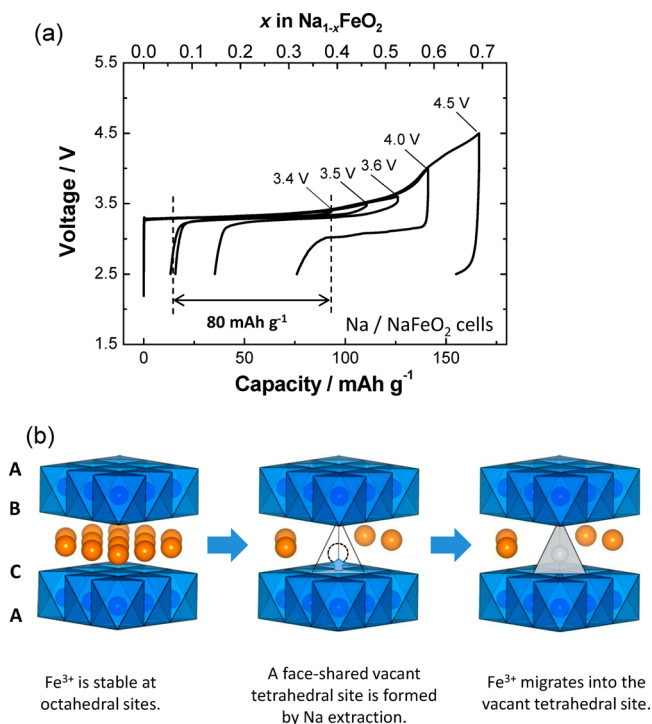 (a)
x in Na₁₋ₓFeO₂
0.0 0.1 0.2 0.3 0.4 0.5 0.6 0.7
5.5
4.5
3.5
2.5
Voltage / V
4.5 V
4.0 V
3.6 V
3.5 V
3.4 V
80 mAh g⁻¹
Na / NaFeO₂ cells
0 50 100 150
Capacity / mAh g⁻¹
(b)
A
B
C
A
Fe³⁺ is stable at
octahedral sites.
A face-shared vacant
tetrahedral site is formed
by Na extraction.
Fe³⁺ migrates into the
vacant tetrahedral site.